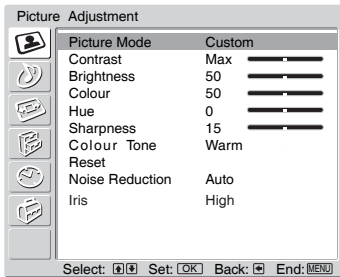 Picture Adjustment
Picture Mode Custom
Contrast Max
Brightness 50
Colour 50
Hue 0
Sharpness 15
Colour Tone Warm
Reset
Noise Reduction Auto
Iris High
Select: Set: OK Back: End: MENU